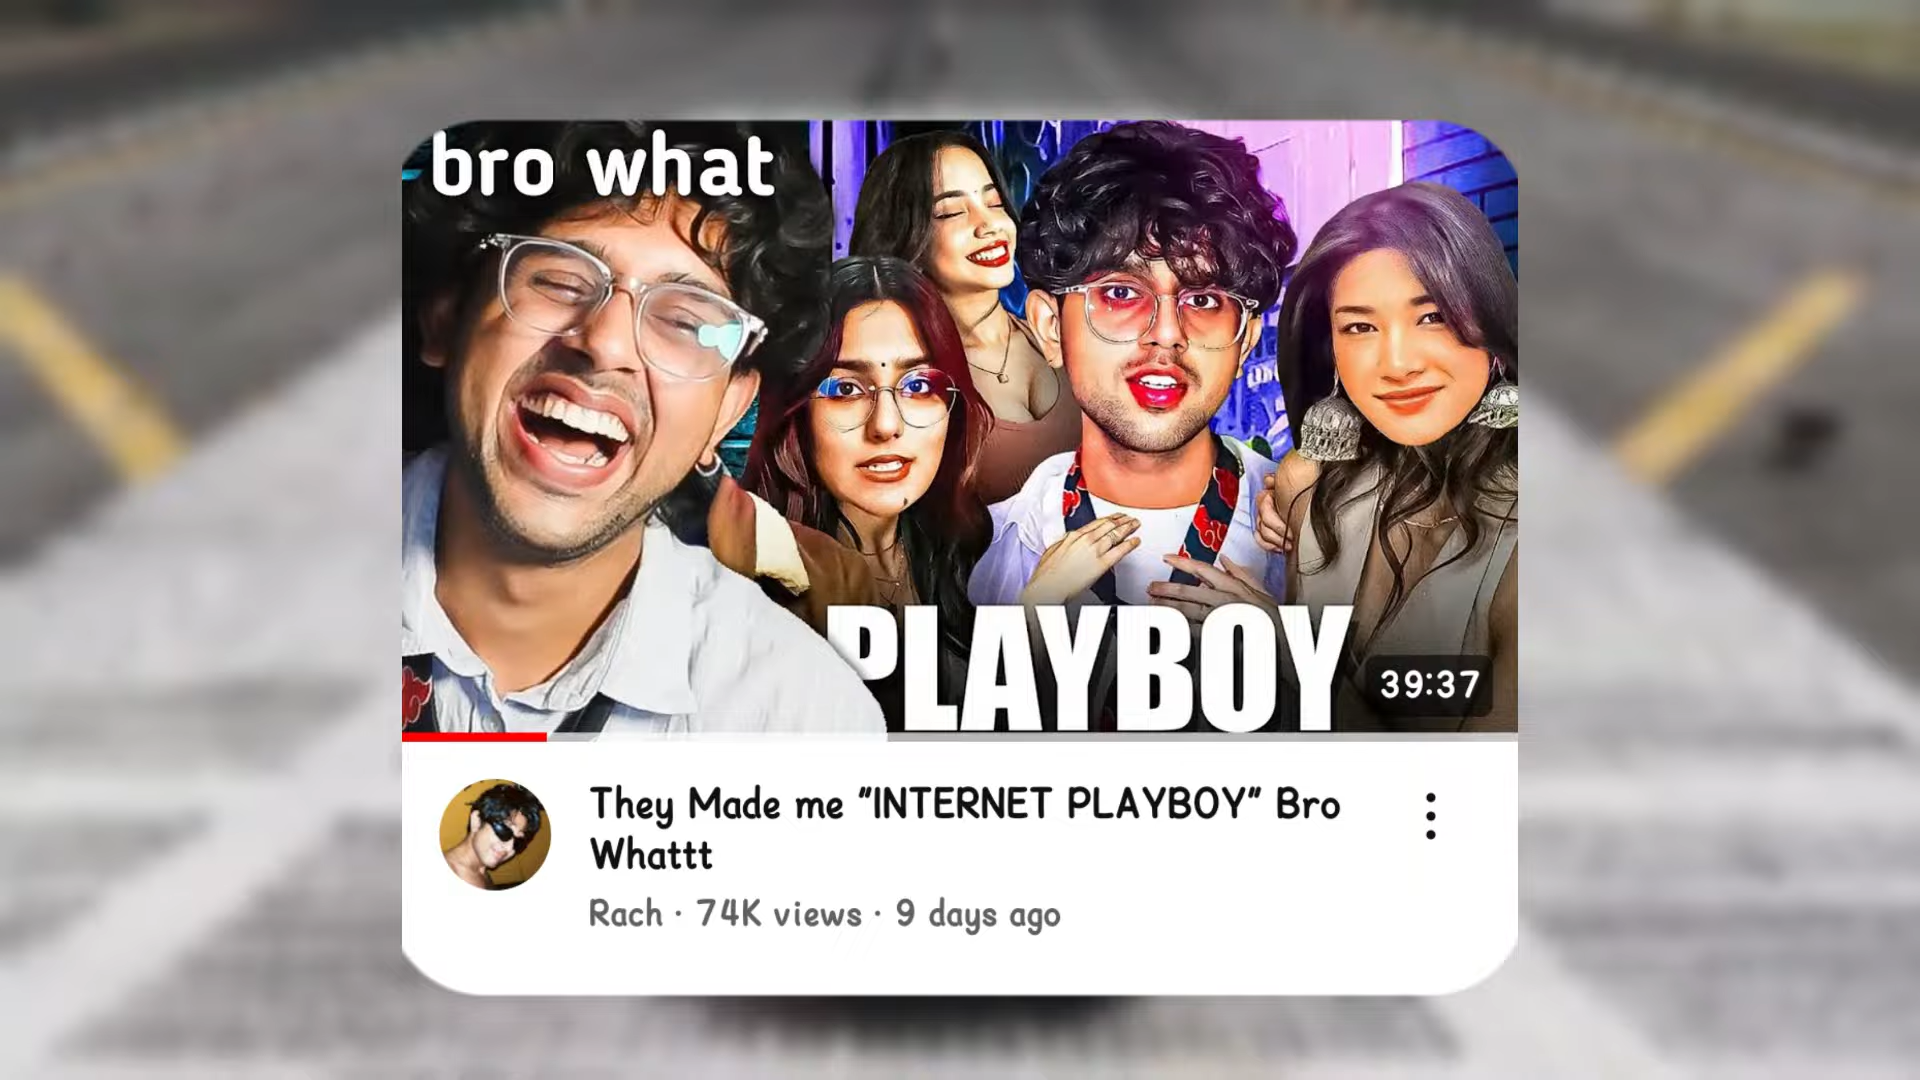 bro what
PLAYBOY
39:37
They Made me "INTERNET PLAYBOY" Bro
Whattt
Rach · 74K views · 9 days ago